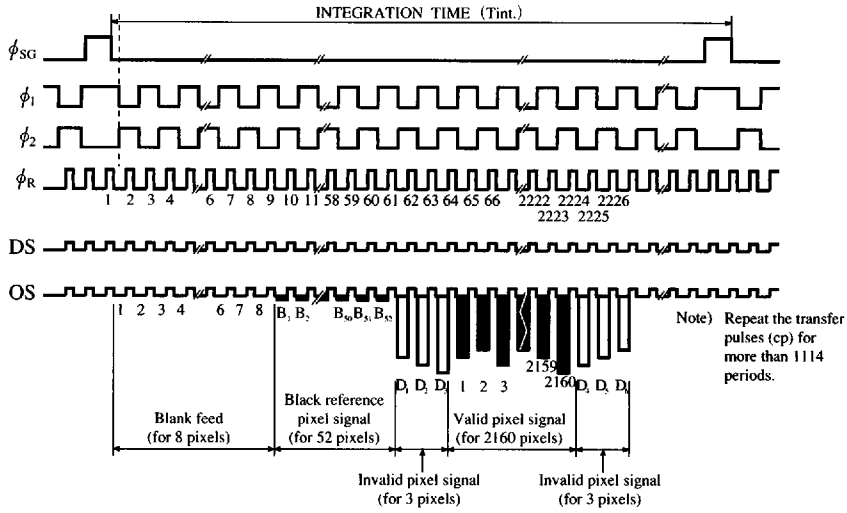 INTEGRATION TIME (Tint.)
ϕSG
ϕ1
ϕ2
ϕR
1 2 3 4 6 7 8 9 10 11 58 59 60 61 62 63 64 65 66 2222 2224 2226
2223 2225
DS
OS
1 2 3 4 6 7 8 B1 B2 B50 B51 B52
D1 D2 D3 1 2 3 2159 2160 D4 D5 D6
Note) Repeat the transfer
pulses (cp) for
more than 1114
periods.
Blank feed
(for 8 pixels)
Black reference
pixel signal
(for 52 pixels)
Valid pixel signal
(for 2160 pixels)
Invalid pixel signal
(for 3 pixels)
Invalid pixel signal
(for 3 pixels)